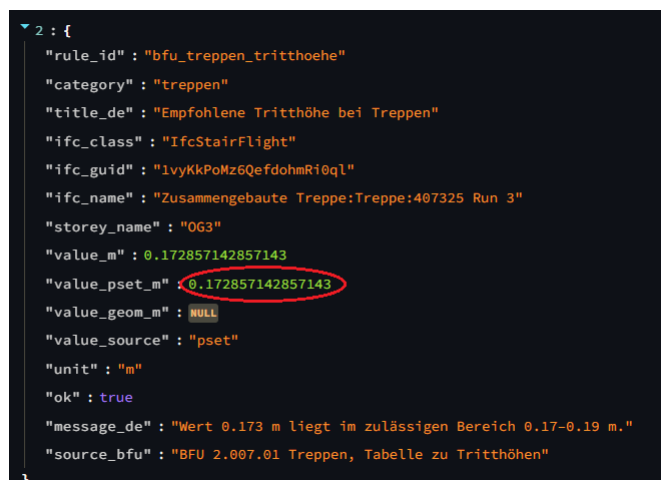 2 : {
"rule_id" : "bfu_treppen_tritthoehe"
"category" : "treppen"
"title_de" : "Empfohlene Tritthöhe bei Treppen"
"ifc_class" : "IfcStairFlight"
"ifc_guid" : "1vyKkPoMz6QefdohmRi0ql"
"ifc_name" : "Zusammengebaute Treppe:Treppe:407325 Run 3"
"storey_name" : "OG3"
"value_m" : 0.172857142857143
"value_pset_m" : 0.172857142857143
"value_geom_m" : NULL
"value_source" : "pset"
"unit" : "m"
"ok" : true
"message_de" : "Wert 0.173 m liegt im zulässigen Bereich 0.17–0.19 m."
"source_bfu" : "BFU 2.007.01 Treppen, Tabelle zu Tritthöhen"
}